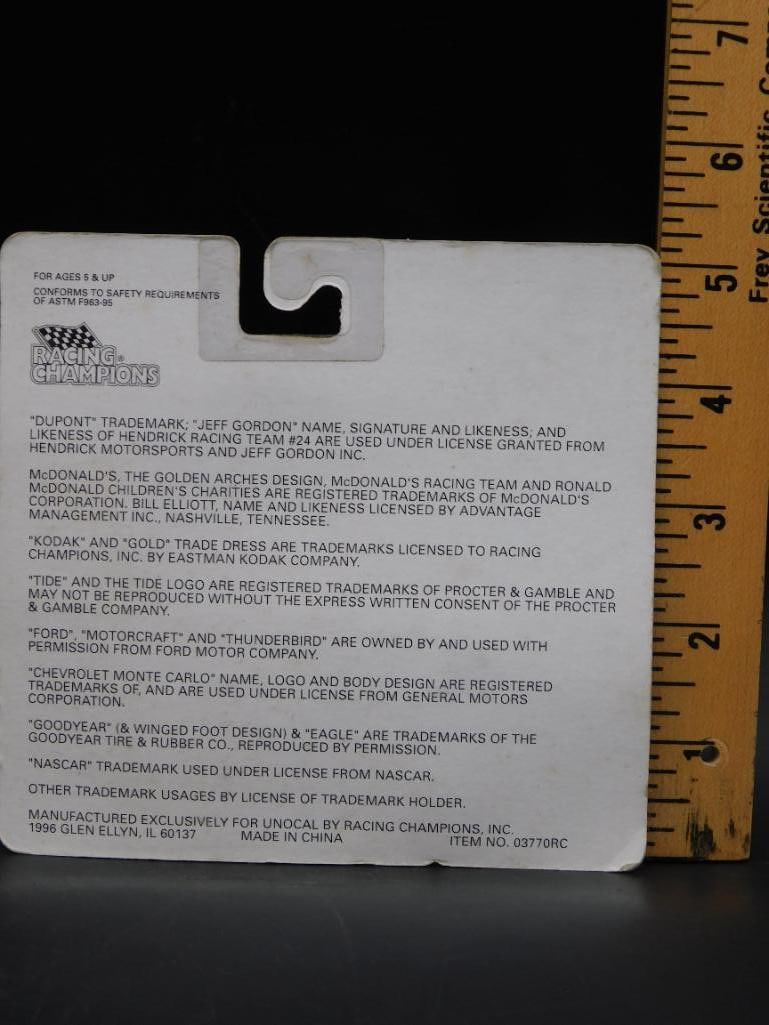 FOR AGES 5 & UP
CONFORMS TO SAFETY REQUIREMENTS
OF ASTM F963-95
RACING®
CHAMPIONS
"DUPONT" TRADEMARK; "JEFF GORDON" NAME, SIGNATURE AND LIKENESS; AND
LIKENESS OF HENDRICK RACING TEAM #24 ARE USED UNDER LICENSE GRANTED FROM
HENDRICK MOTORSPORTS AND JEFF GORDON INC.
McDONALD'S, THE GOLDEN ARCHES DESIGN, McDONALD'S RACING TEAM AND RONALD
McDONALD CHILDREN'S CHARITIES ARE REGISTERED TRADEMARKS OF McDONALD'S
CORPORATION. BILL ELLIOTT, NAME AND LIKENESS LICENSED BY ADVANTAGE
MANAGEMENT INC., NASHVILLE, TENNESSEE.
"KODAK" AND "GOLD" TRADE DRESS ARE TRADEMARKS LICENSED TO RACING
CHAMPIONS, INC. BY EASTMAN KODAK COMPANY.
"TIDE" AND THE TIDE LOGO ARE REGISTERED TRADEMARKS OF PROCTER & GAMBLE AND
MAY NOT BE REPRODUCED WITHOUT THE EXPRESS WRITTEN CONSENT OF THE PROCTER
& GAMBLE COMPANY.
"FORD", "MOTORCRAFT" AND "THUNDERBIRD" ARE OWNED BY AND USED WITH
PERMISSION FROM FORD MOTOR COMPANY.
"CHEVROLET MONTE CARLO" NAME, LOGO AND BODY DESIGN ARE REGISTERED
TRADEMARKS OF, AND ARE USED UNDER LICENSE FROM GENERAL MOTORS
CORPORATION.
"GOODYEAR" (& WINGED FOOT DESIGN) & "EAGLE" ARE TRADEMARKS OF THE
GOODYEAR TIRE & RUBBER CO., REPRODUCED BY PERMISSION.
"NASCAR" TRADEMARK USED UNDER LICENSE FROM NASCAR.
OTHER TRADEMARK USAGES BY LICENSE OF TRADEMARK HOLDER.
MANUFACTURED EXCLUSIVELY FOR UNOCAL BY RACING CHAMPIONS, INC.
1996 GLEN ELLYN, IL 60137 MADE IN CHINA ITEM NO. 03770RC
7
6
5
4
3
2
1
Frey Scientific